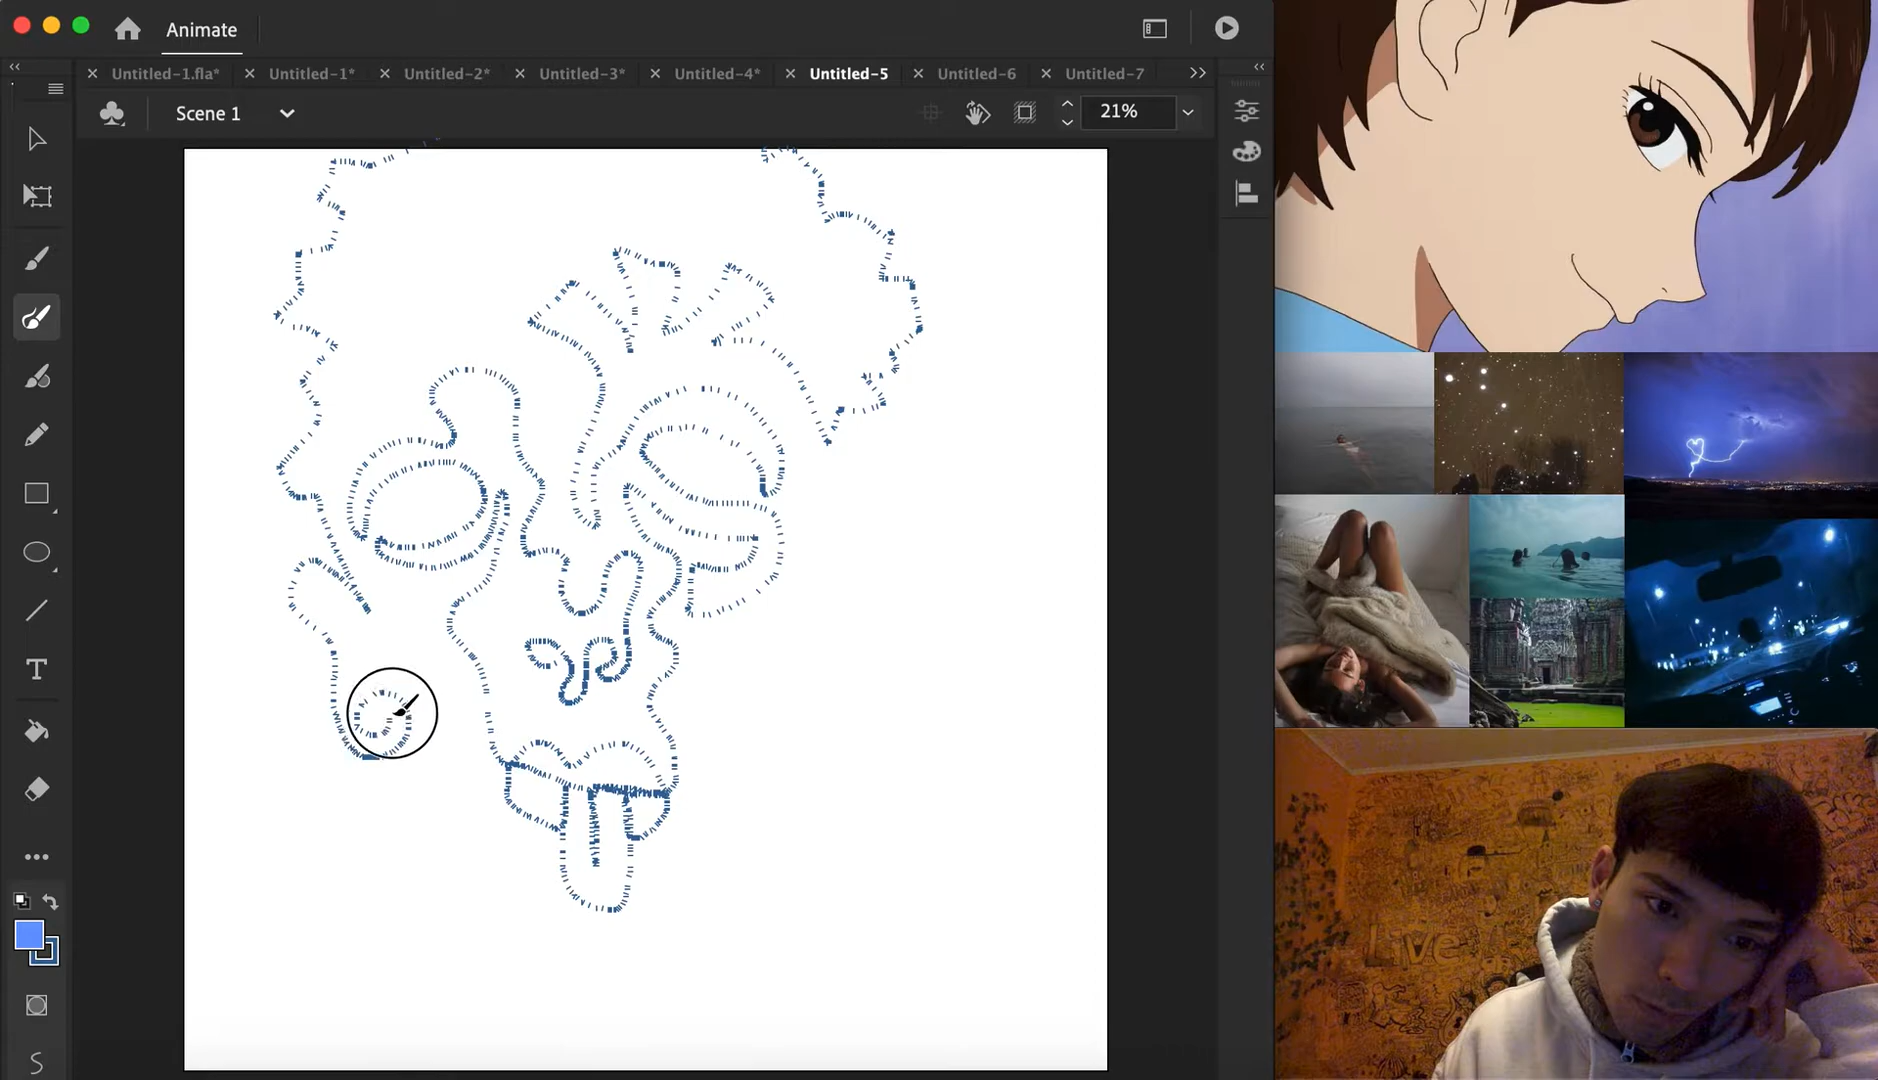 Animate
Untitled-1.fla* Untitled-1* Untitled-2* Untitled-3* Untitled-4* Untitled-5 Untitled-6 Untitled-7
Scene 1
21%
T
Live